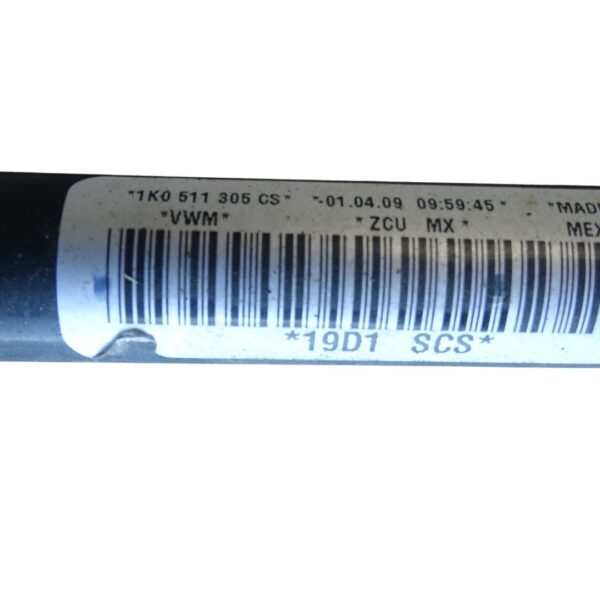 *1K0 511 305 CS* *-01.04.09 09:59:45* *MAD
*VWM* *ZCU MX* MEX
*19D1 SCS*